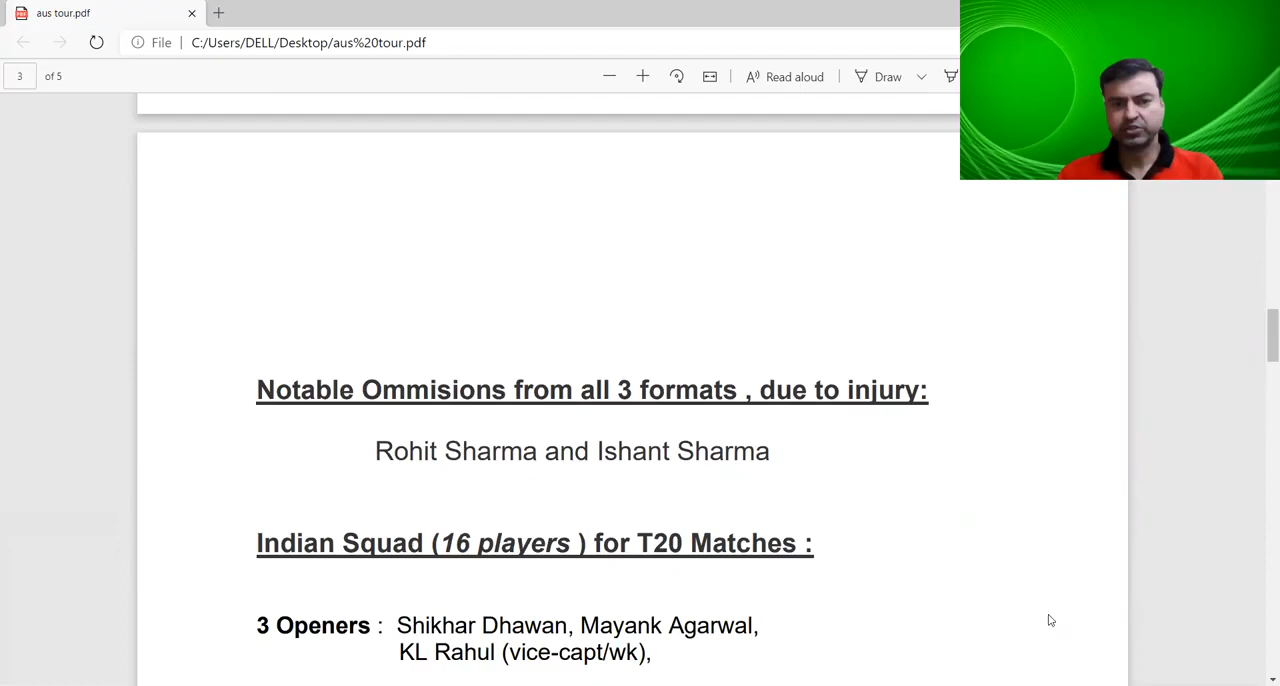 aus tour.pdf
File
C:/Users/DELL/Desktop/aus%20tour.pdf
3 of 5
Read aloud
Draw
Notable Ommisions from all 3 formats , due to injury:
Rohit Sharma and Ishant Sharma
Indian Squad (16 players ) for T20 Matches :
3 Openers : Shikhar Dhawan, Mayank Agarwal,
KL Rahul (vice-capt/wk),